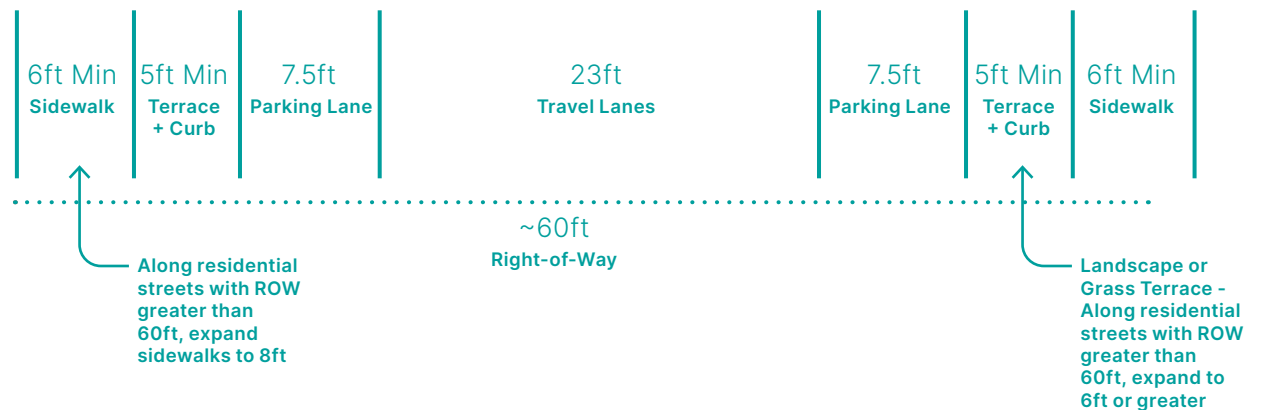 6ft Min
Sidewalk
5ft Min
Terrace
+ Curb
7.5ft
Parking Lane
23ft
Travel Lanes
7.5ft
Parking Lane
5ft Min
Terrace
+ Curb
6ft Min
Sidewalk
~60ft
Right-of-Way
Along residential
streets with ROW
greater than
60ft, expand
sidewalks to 8ft
Landscape or
Grass Terrace -
Along residential
streets with ROW
greater than
60ft, expand to
6ft or greater